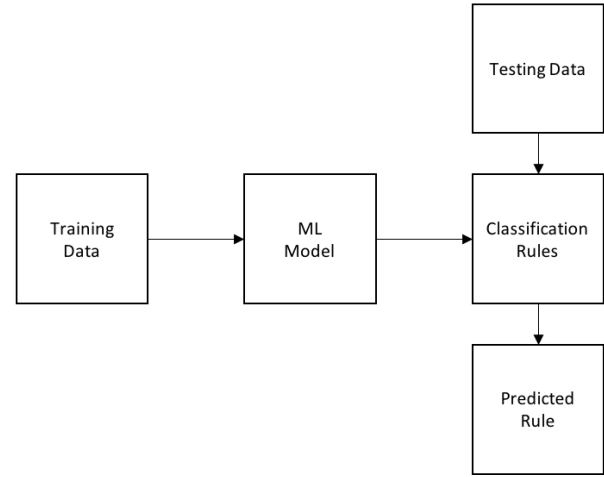 Testing Data
Training
Data
ML
Model
Classification
Rules
Predicted
Rule